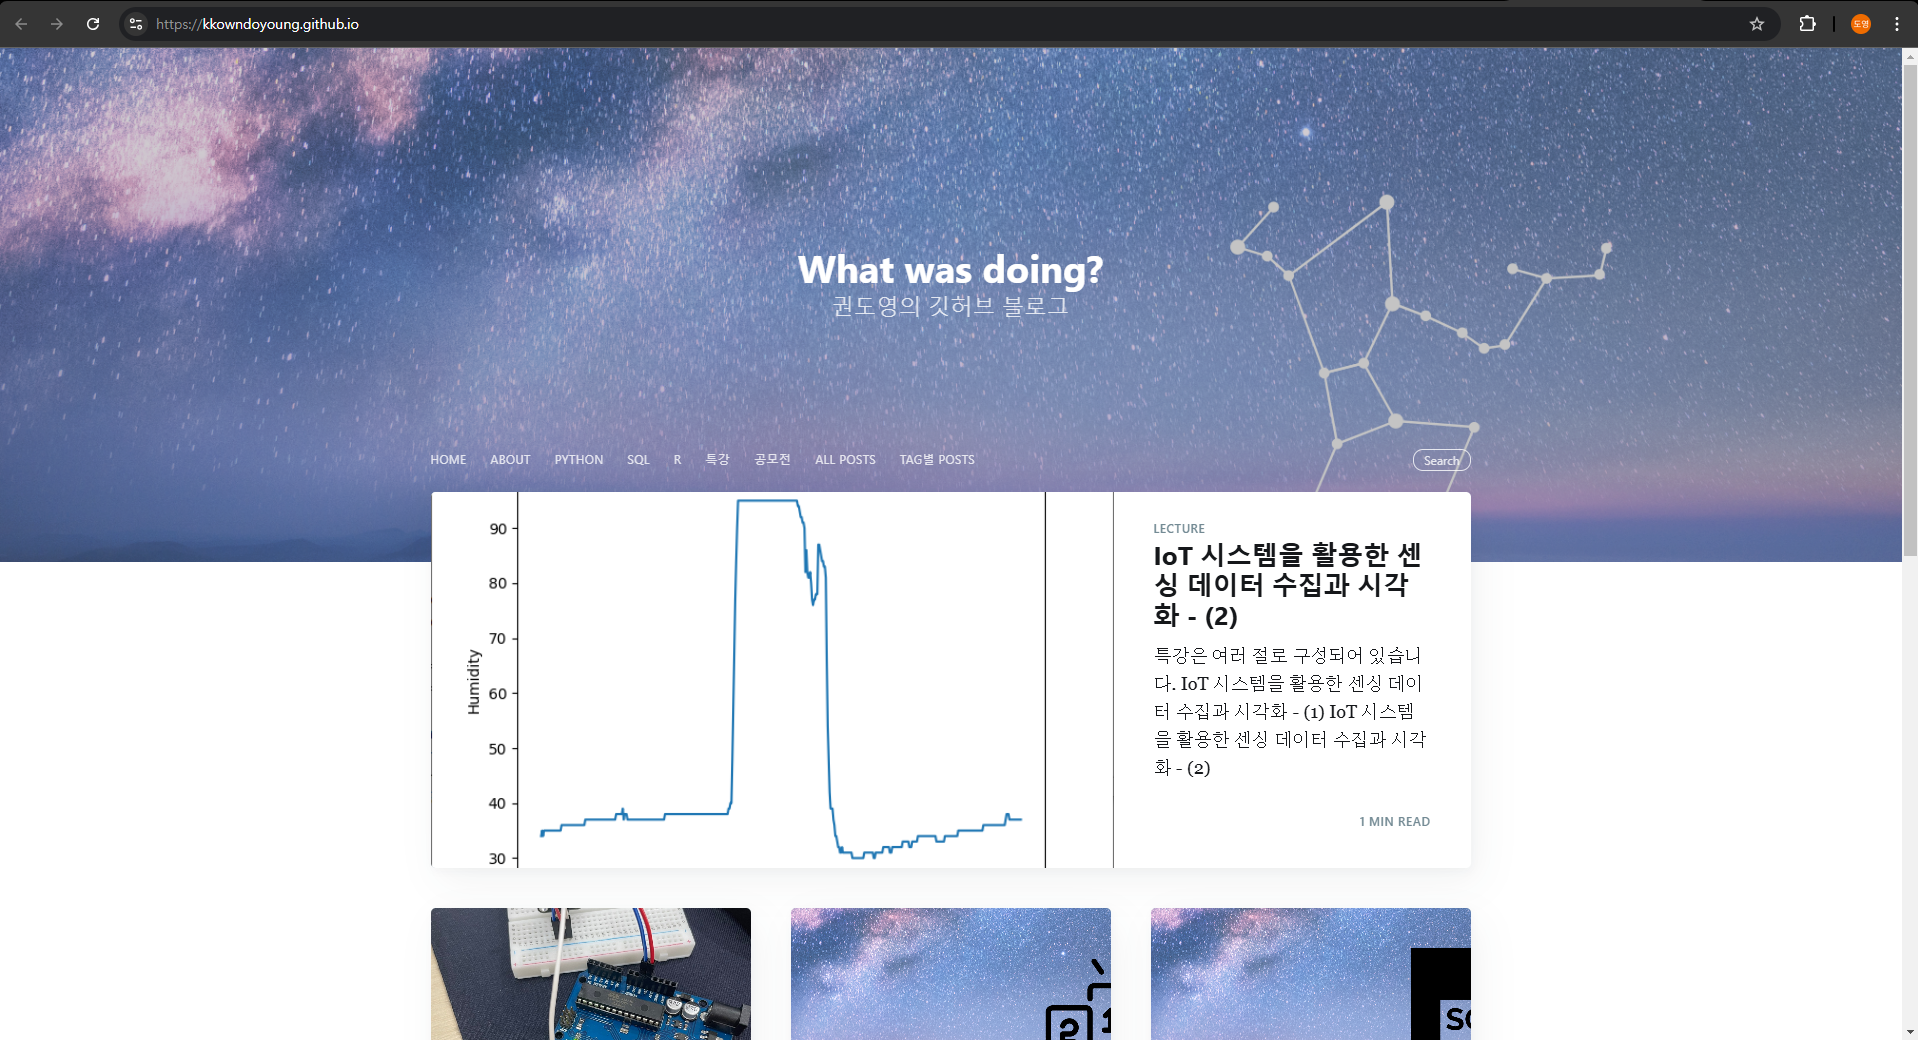 https://kkowndoyoung.github.io
도영
What was doing?
권도영의 깃허브 블로그
HOME ABOUT PYTHON SQL R 특강 공모전 ALL POSTS TAG별 POSTS Search
90
80
70
60
50
40
30
Humidity
LECTURE
IoT 시스템을 활용한 센
싱 데이터 수집과 시각
화 - (2)
특강은 여러 절로 구성되어 있습니
다. IoT 시스템을 활용한 센싱 데이
터 수집과 시각화 - (1) IoT 시스템
을 활용한 센싱 데이터 수집과 시각
화 - (2)
1 MIN READ
2
1